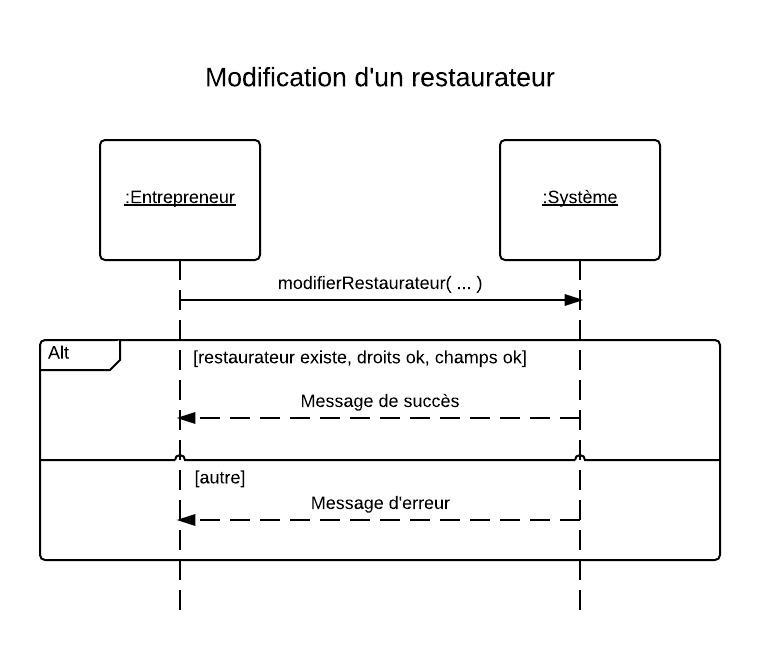 Modification d'un restaurateur
:Entrepreneur
:Système
modifierRestaurateur( ... )
Alt
[restaurateur existe, droits ok, champs ok]
Message de succès
[autre]
Message d'erreur